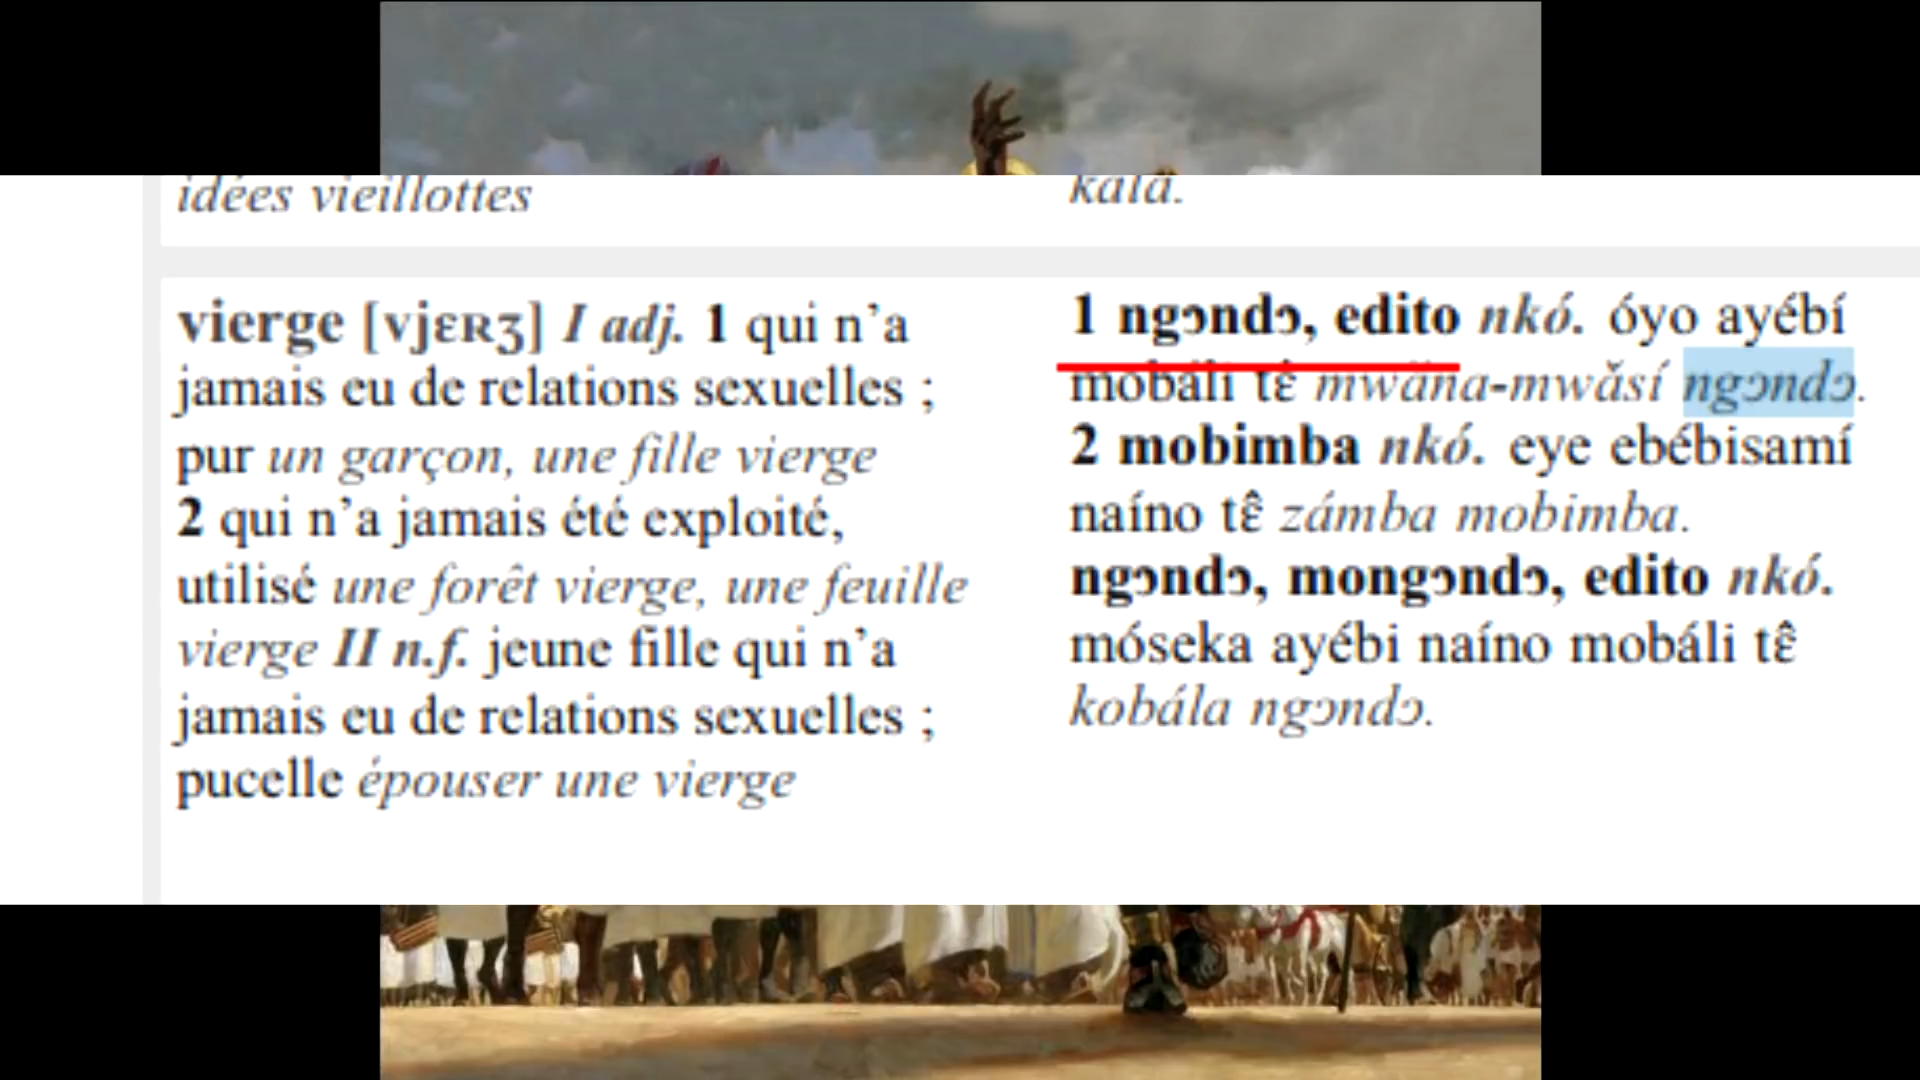 idées vieillottes
vierge [vjɛʀʒ] I adj. 1 qui n’a
jamais eu de relations sexuelles ;
pur un garçon, une fille vierge
2 qui n’a jamais été exploité,
utilisé une forêt vierge, une feuille
vierge II n.f. jeune fille qui n’a
jamais eu de relations sexuelles ;
pucelle épouser une vierge
kala.
1 ngɔndɔ, edito nkó. óyo ayébí
mobáli tɛ̂ mwǎna-mwǎsí ngɔndɔ.
2 mobimba nkó. eye ebébisamí
naíno tɛ̂ zámba mobimba.
ngɔndɔ, mongɔndɔ, edito nkó.
móseka ayébi naíno mobáli tɛ̂
kobála ngɔndɔ.